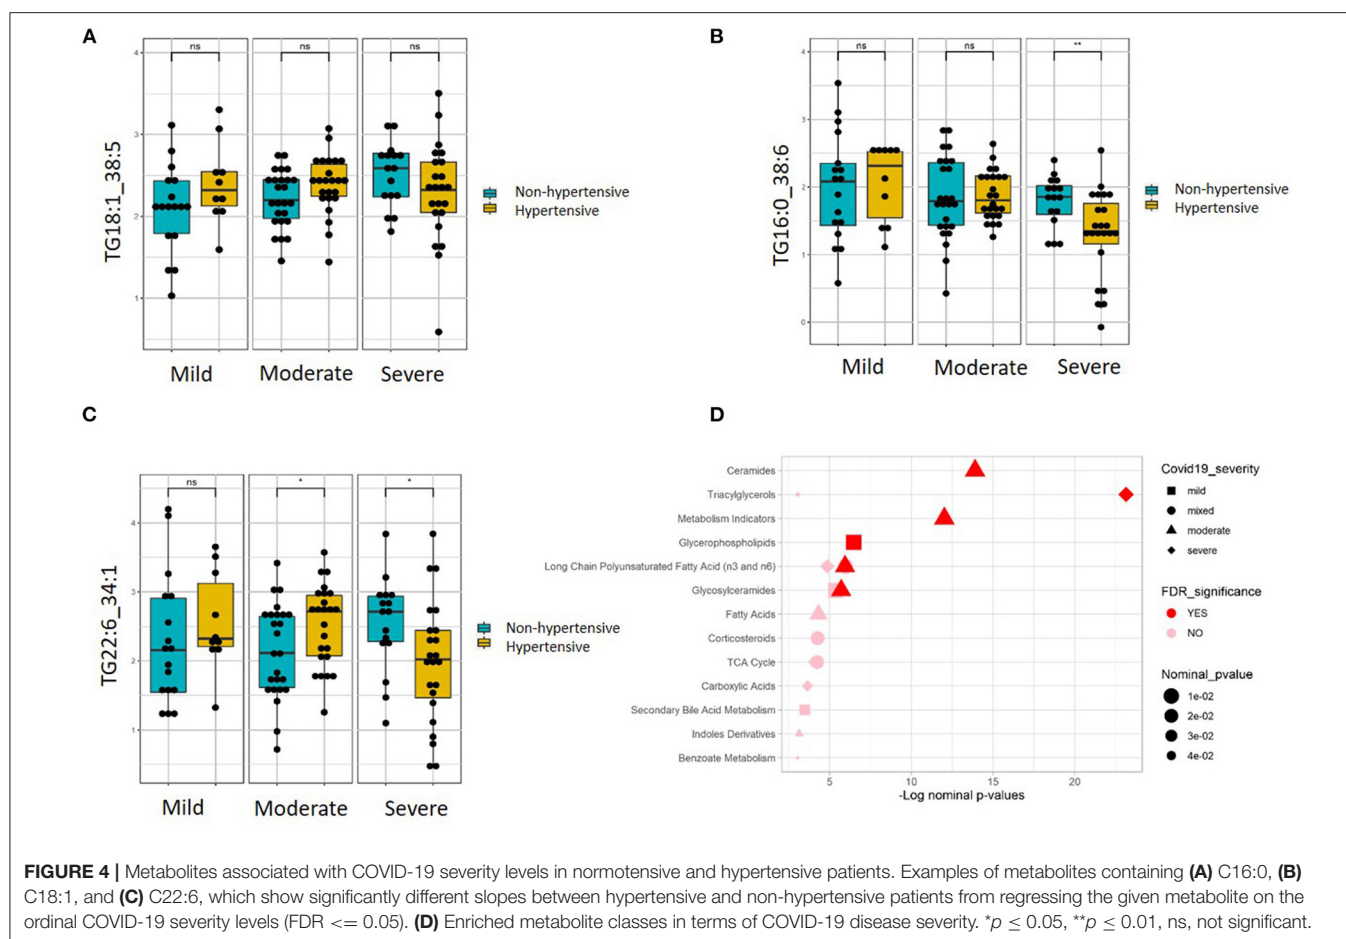 A
ns
ns
ns
4
3
2
1
TG18:1_38:5
Mild
Moderate
Severe
Non-hypertensive
Hypertensive
B
ns
ns
**
4
3
2
1
0
TG16:0_38:6
Mild
Moderate
Severe
Non-hypertensive
Hypertensive
C
ns
*
*
4
3
2
1
TG22:6_34:1
Mild
Moderate
Severe
Non-hypertensive
Hypertensive
D
Ceramides
Triacylglycerols
Metabolism Indicators
Glycerophospholipids
Long Chain Polyunsaturated Fatty Acid (n3 and n6)
Glycosylceramides
Fatty Acids
Corticosteroids
TCA Cycle
Carboxylic Acids
Secondary Bile Acid Metabolism
Indoles Derivatives
Benzoate Metabolism
5 10 15 20
-Log nominal p-values
Covid19_severity
mild
mixed
moderate
severe
FDR_significance
YES
NO
Nominal_pvalue
1e-02
2e-02
3e-02
4e-02
FIGURE 4 | Metabolites associated with COVID-19 severity levels in normotensive and hypertensive patients. Examples of metabolites containing (A) C16:0, (B)
C18:1, and (C) C22:6, which show significantly different slopes between hypertensive and non-hypertensive patients from regressing the given metabolite on the
ordinal COVID-19 severity levels (FDR <= 0.05). (D) Enriched metabolite classes in terms of COVID-19 disease severity. *p ≤ 0.05, **p ≤ 0.01, ns, not significant.